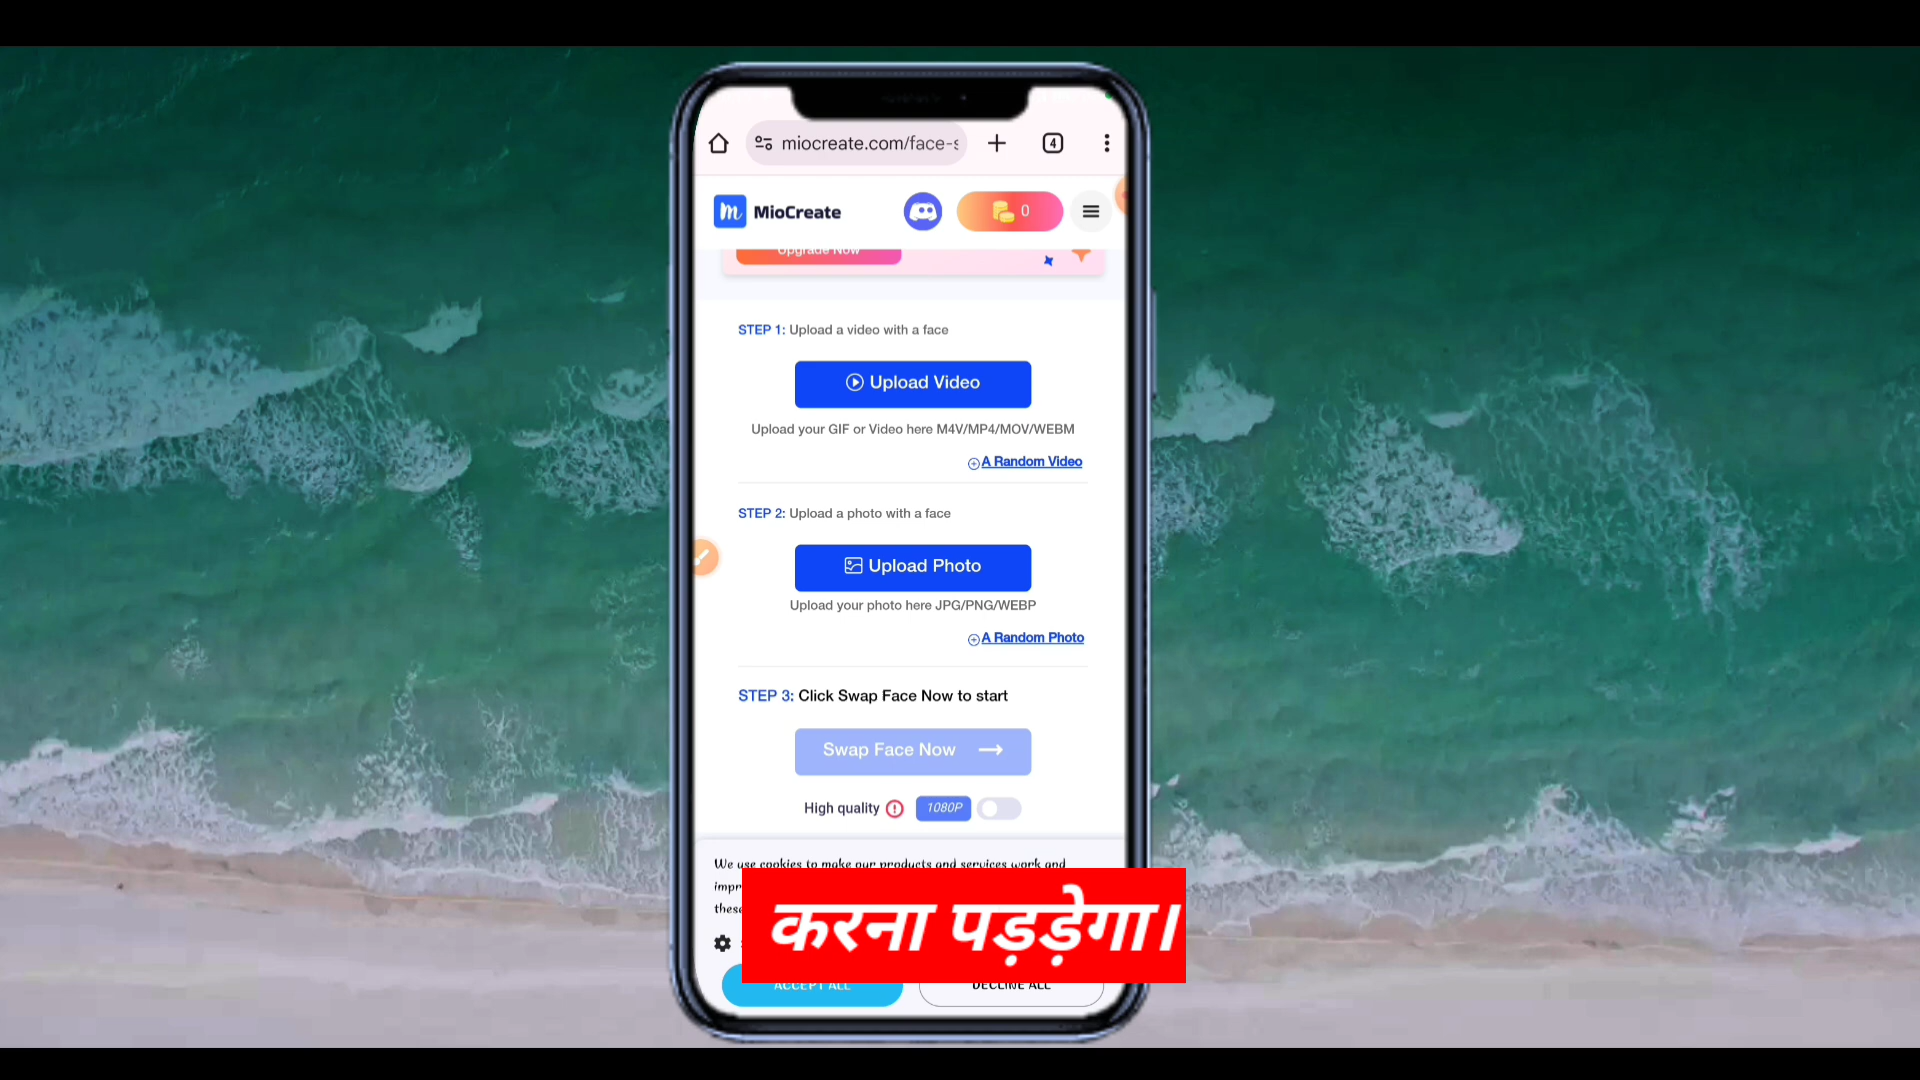 miocreate.com/face-s
4
m MioCreate
0
Upgrade Now
STEP 1: Upload a video with a face
Upload Video
Upload your GIF or Video here M4V/MP4/MOV/WEBM
A Random Video
STEP 2: Upload a photo with a face
Upload Photo
Upload your photo here JPG/PNG/WEBP
A Random Photo
STEP 3: Click Swap Face Now to start
Swap Face Now
High quality 1080P
We use cookies to make our products and services work and
impr
these
करना पड़ड़ेगा।
ACCEPT ALL
DECLINE ALL